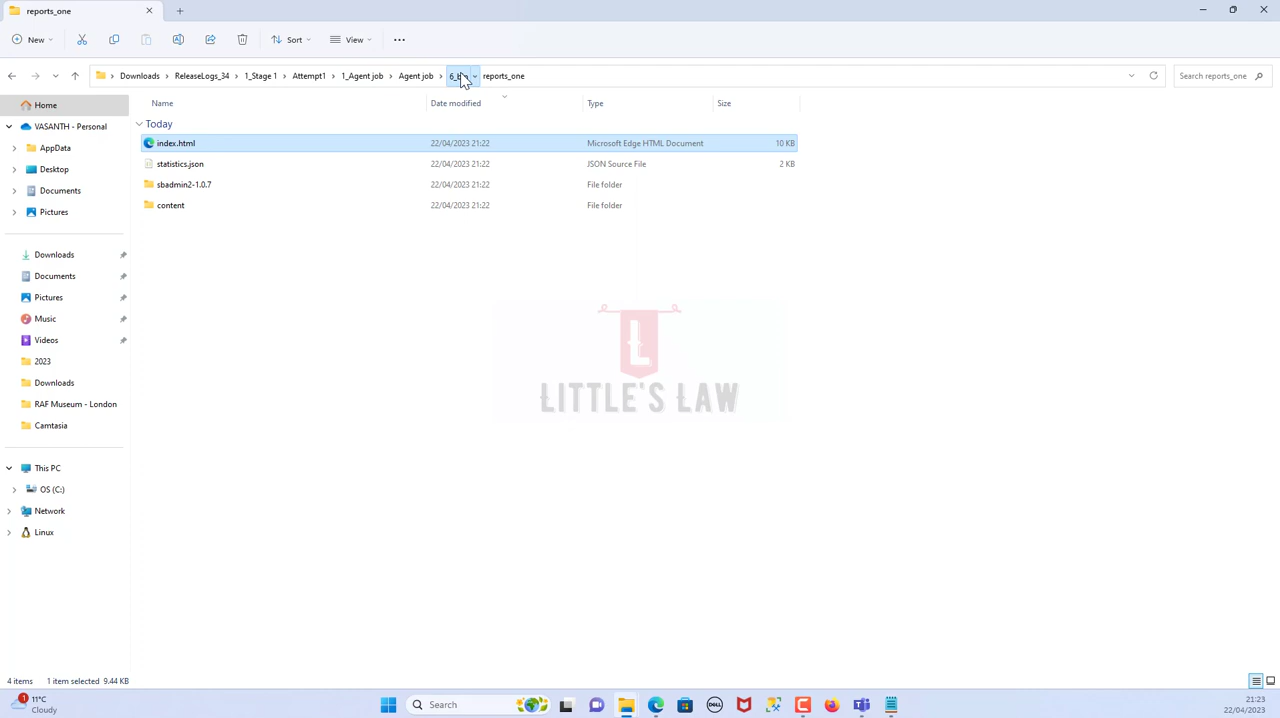 reports_one
New
Sort
View
Downloads
ReleaseLogs_34
1_Stage 1
Attempt1
1_Agent job
Agent job
reports_one
Search reports_one
Home
VASANTH - Personal
AppData
Desktop
Documents
Pictures
Downloads
Documents
Pictures
Music
Videos
2023
Downloads
RAF Museum - London
Camtasia
This PC
OS (C:)
Network
Linux
Name
Date modified
Type
Size
Today
index.html 22/04/2023 21:22 Microsoft Edge HTML Document 10 KB
statistics.json 22/04/2023 21:22 JSON Source File 2 KB
sbadmin2-1.0.7 22/04/2023 21:22 File folder
content 22/04/2023 21:22 File folder
L
LITTLE'S LAW
4 items 1 item selected 9.44 KB
1
11°C
Cloudy
Search
DELL
21:23
22/04/2023